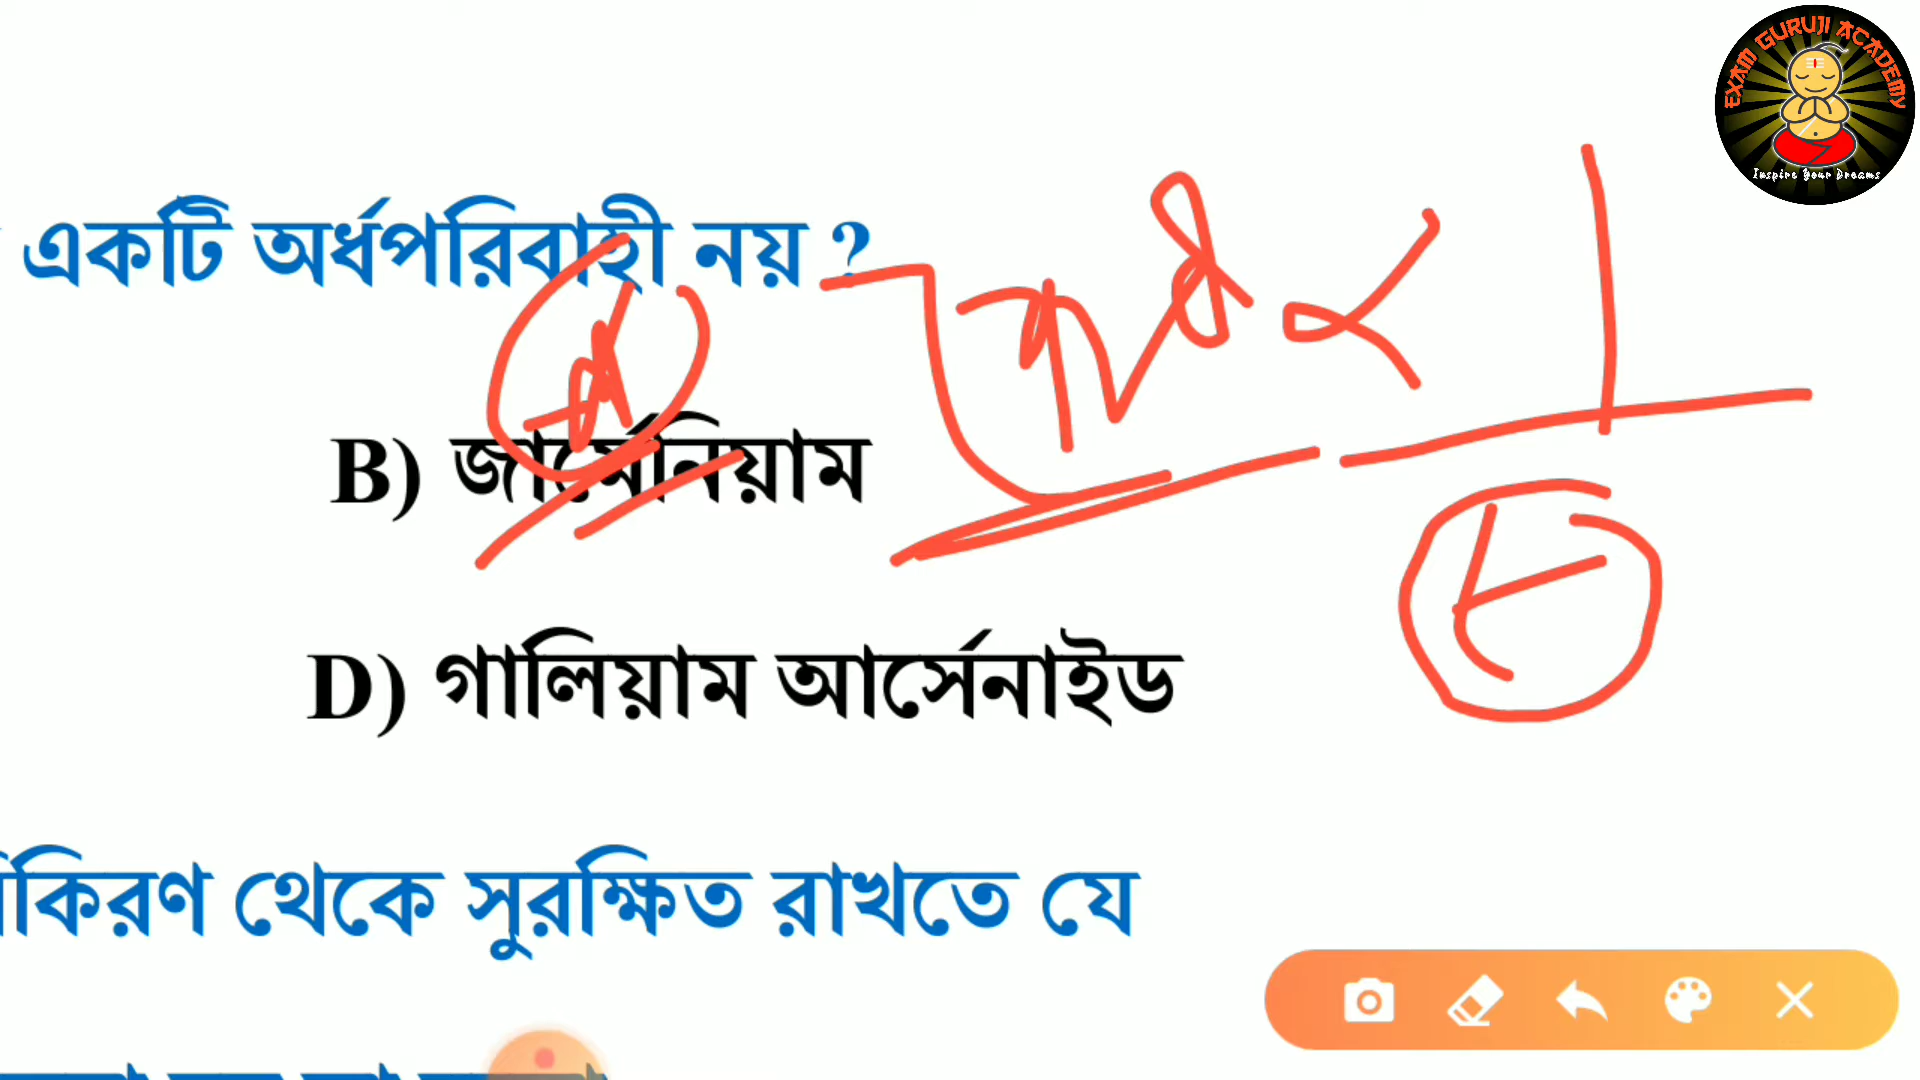 EXAM GURUJI ACADEMY
Inspire Your Dreams
একটি অর্ধপরিবাহী নয় ?
B) জার্মেনিয়াম
D) গালিয়াম আর্সেনাইড
কিরণ থেকে সুরক্ষিত রাখতে যে